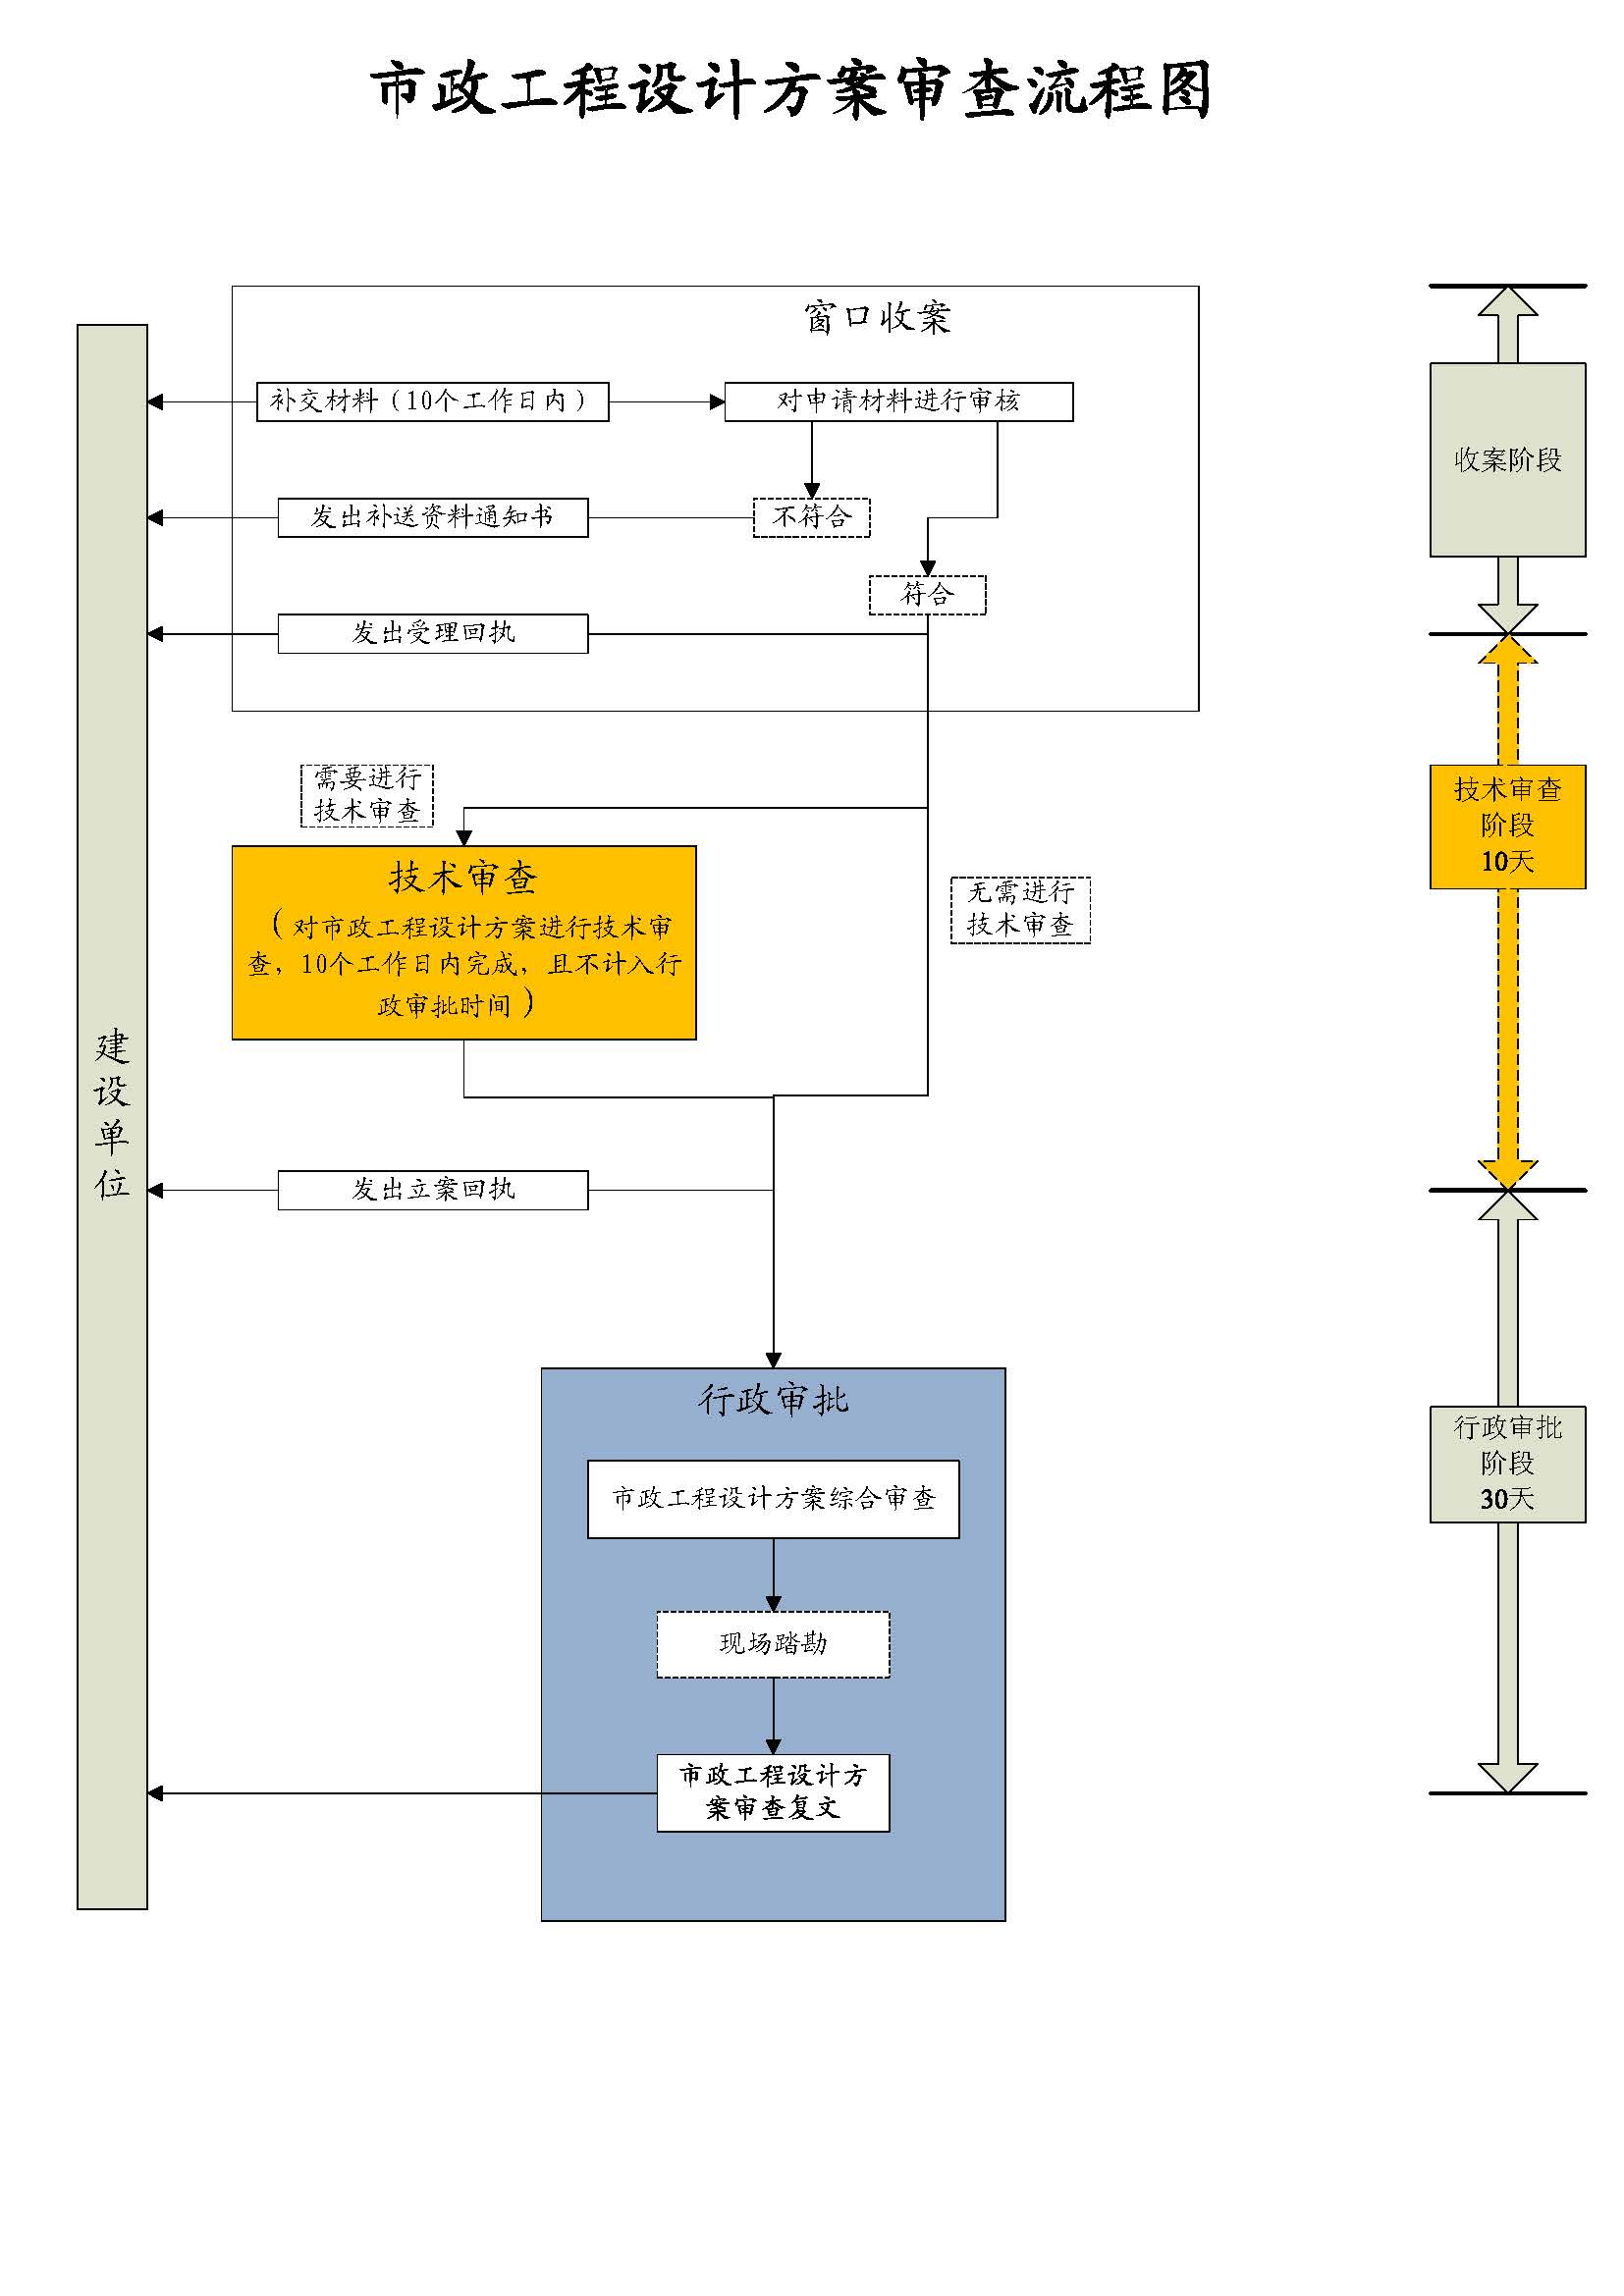 市政工程设计方案审查流程图
窗口收案
补交材料（10个工作日内）
对申请材料进行审核
收案阶段
发出补送资料通知书
不符合
符合
发出受理回执
需要进行
技术审查
技术审查
阶段
10天
技术审查
（对市政工程设计方案进行技术审
查，10个工作日内完成，且不计入行
政审批时间）
无需进行
技术审查
建
设
单
位
发出立案回执
行政审批
行政审批
阶段
30天
市政工程设计方案综合审查
现场踏勘
市政工程设计方
案审查复文